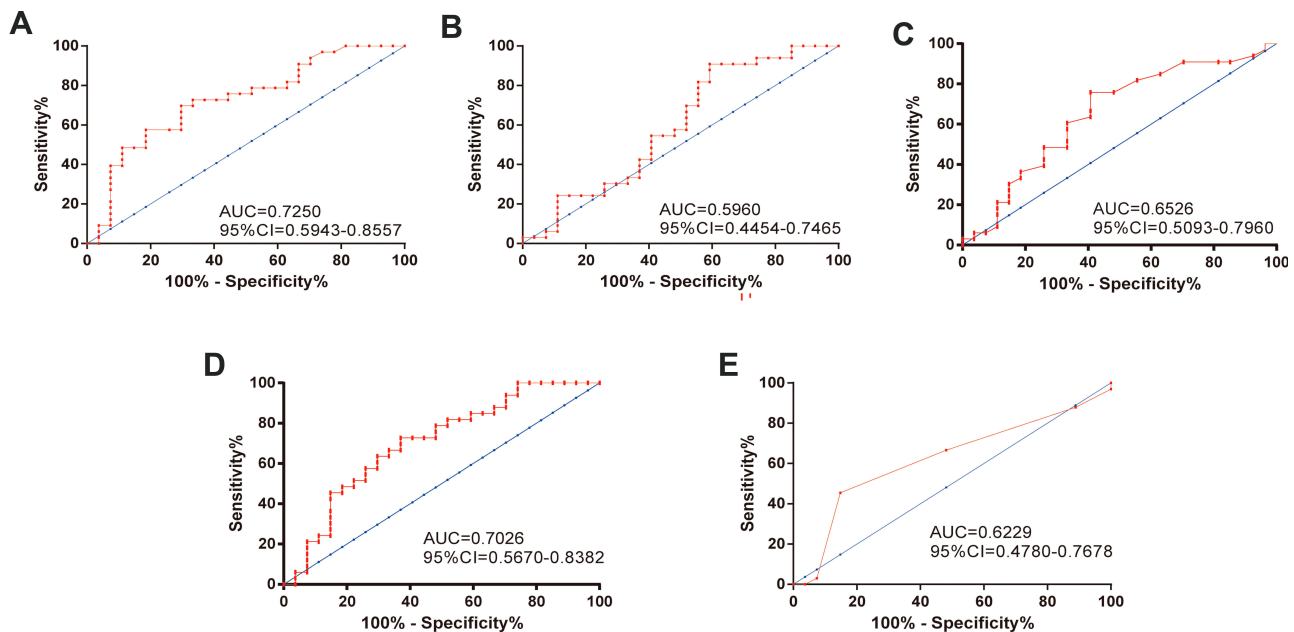 A
100
80
60
40
20
0
Sensitivity%
AUC=0.7250
95%CI=0.5943-0.8557
0 20 40 60 80 100
100% - Specificity%
B
100
80
60
40
20
0
Sensitivity%
AUC=0.5960
95%CI=0.4454-0.7465
0 20 40 60 80 100
100% - Specificity%
C
100
80
60
40
20
0
Sensitivity%
AUC=0.6526
95%CI=0.5093-0.7960
0 20 40 60 80 100
100% - Specificity%
D
100
80
60
40
20
0
Sensitivity%
AUC=0.7026
95%CI=0.5670-0.8382
0 20 40 60 80 100
100% - Specificity%
E
100
80
60
40
20
0
Sensitivity%
AUC=0.6229
95%CI=0.4780-0.7678
0 20 40 60 80 100
100% - Specificity%